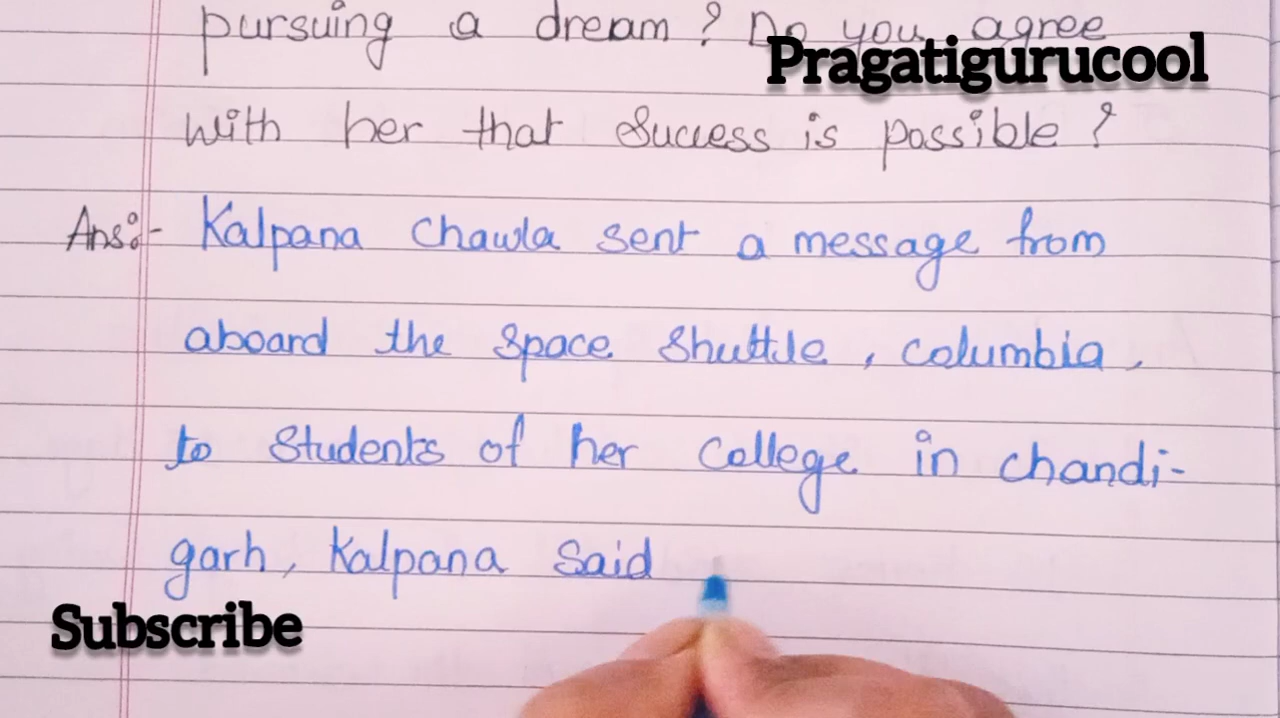 pursuing a dream? Do you agree
Pragatigurucool
with her that Success is possible?
Ans:- Kalpana Chawla sent a message from
aboard the space shuttle, columbia,
to students of her college in chandi-
garh, Kalpana said
Subscribe